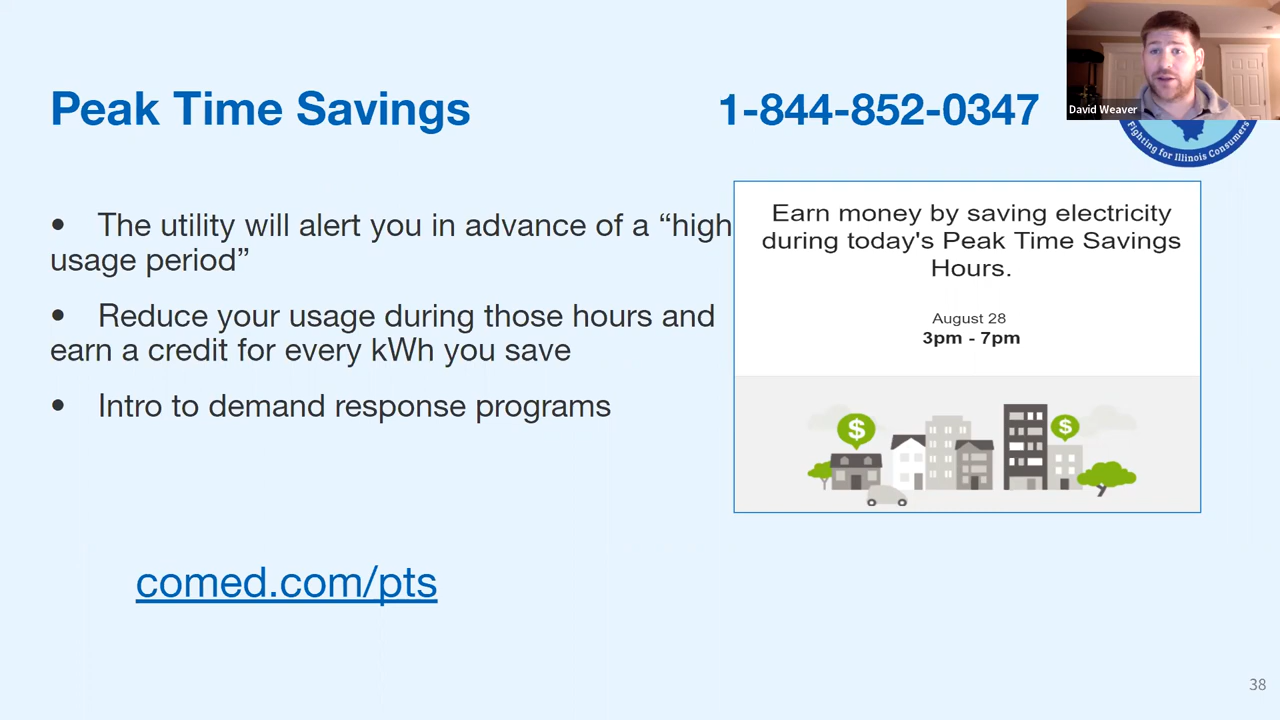 Peak Time Savings
1-844-852-0347
David Weaver
Fighting for Illinois Consumers
• The utility will alert you in advance of a “high
usage period”
• Reduce your usage during those hours and
earn a credit for every kWh you save
• Intro to demand response programs
Earn money by saving electricity
during today's Peak Time Savings
Hours.
August 28
3pm - 7pm
$
$
comed.com/pts
38